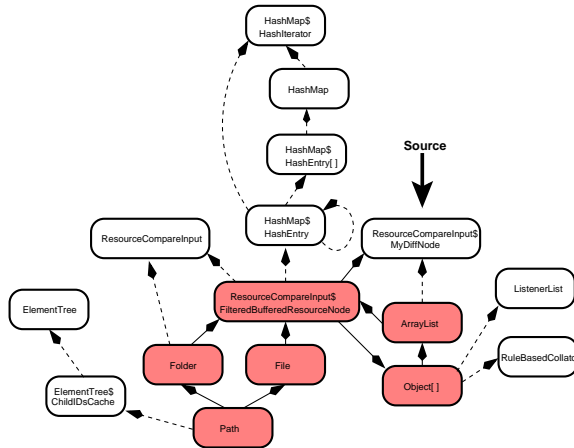 HashMap$
HashIterator
HashMap
HashMap$
HashEntry[ ]
Source
HashMap$
HashEntry
ResourceCompareInput
ResourceCompareInput$
MyDiffNode
ResourceCompareInput$
FilteredBufferedResourceNode
ListenerList
ElementTree
ArrayList
Folder
File
RuleBasedCollato
ElementTree$
ChildIDsCache
Object[ ]
Path